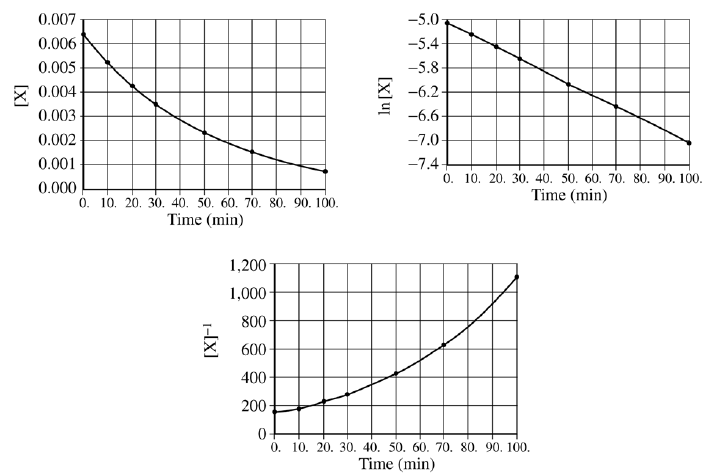 0.007
0.006
0.005
0.004
0.003
0.002
0.001
0.000
[X]
0. 10. 20. 30. 40. 50. 60. 70. 80. 90. 100.
Time (min)
−5.0
−5.4
−5.8
−6.2
−6.6
−7.0
−7.4
ln [X]
0. 10. 20. 30. 40. 50. 60. 70. 80. 90. 100.
Time (min)
1,200
1,000
800
600
400
200
0
[X]⁻¹
0. 10. 20. 30. 40. 50. 60. 70. 80. 90. 100.
Time (min)